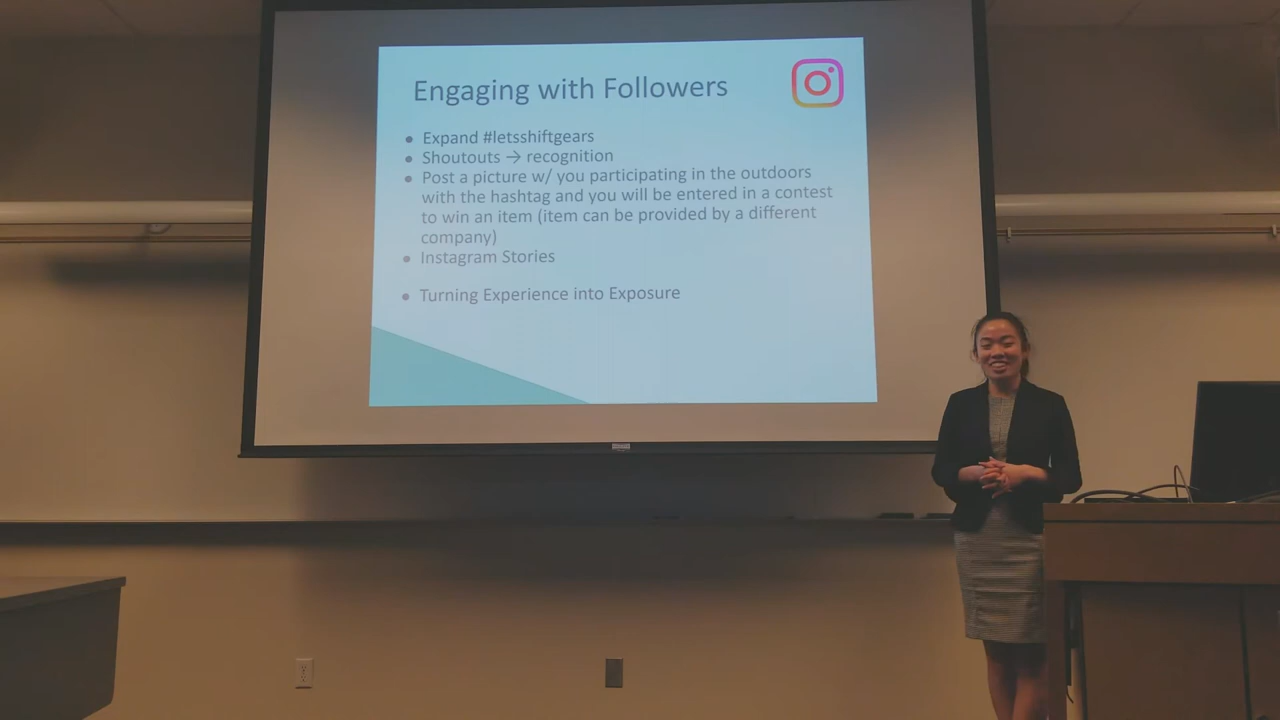 Engaging with Followers
● Expand #letsshiftgears
● Shoutouts → recognition
● Post a picture w/ you participating in the outdoors
with the hashtag and you will be entered in a contest
to win an item (item can be provided by a different
company)
● Instagram Stories
● Turning Experience into Exposure